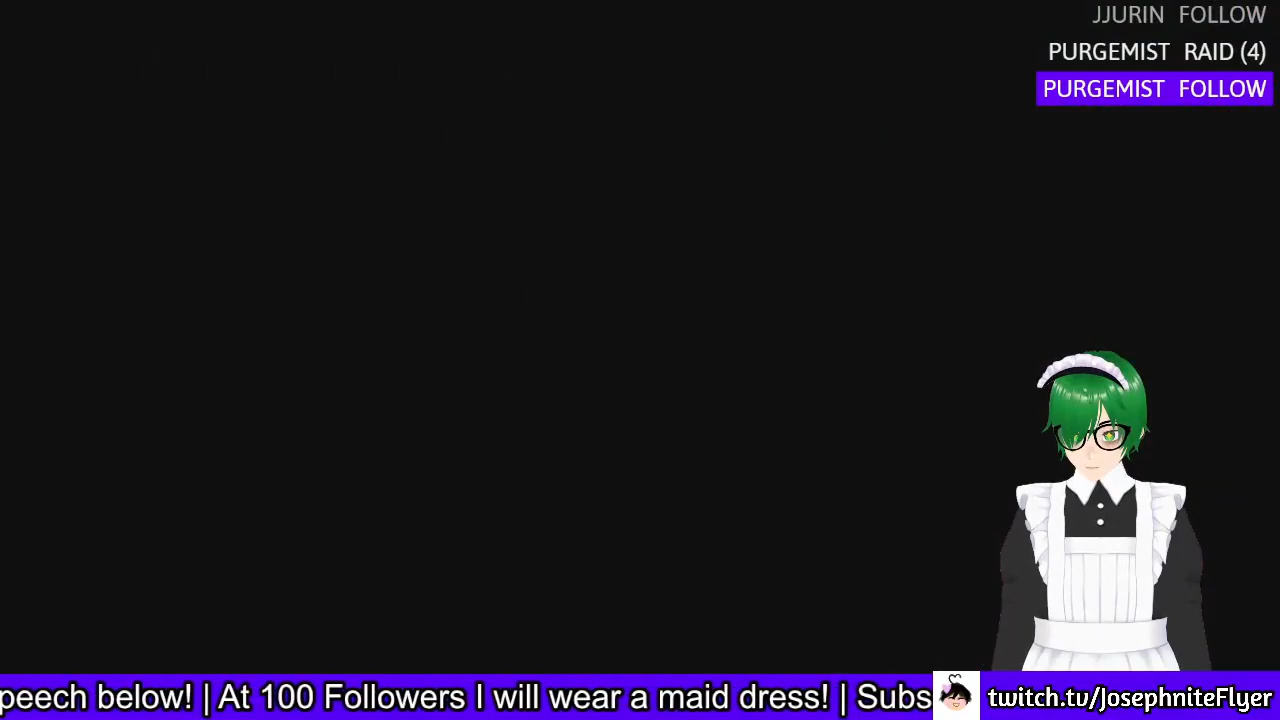 JJURIN FOLLOW
PURGEMIST RAID (4)
PURGEMIST FOLLOW
peech below! | At 100 Followers I will wear a maid dress! | Subs
twitch.tv/JosephniteFlyer